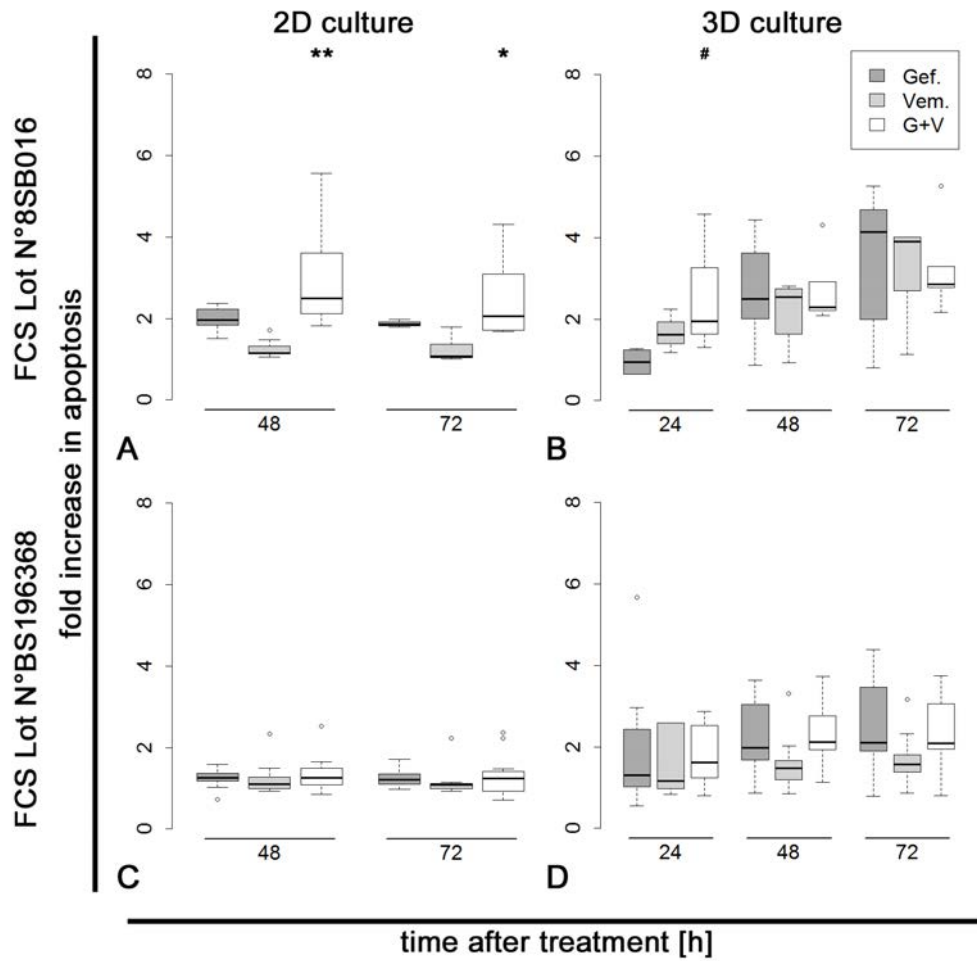 2D culture
3D culture
FCS Lot N°8SB016
FCS Lot N°BS196368
fold increase in apoptosis
** *
8
6
4
2
0
48 72
A
#
Gef.
Vem.
G+V
8
6
4
2
0
24 48 72
B
8
6
4
2
0
48 72
C
8
6
4
2
0
24 48 72
D
time after treatment [h]